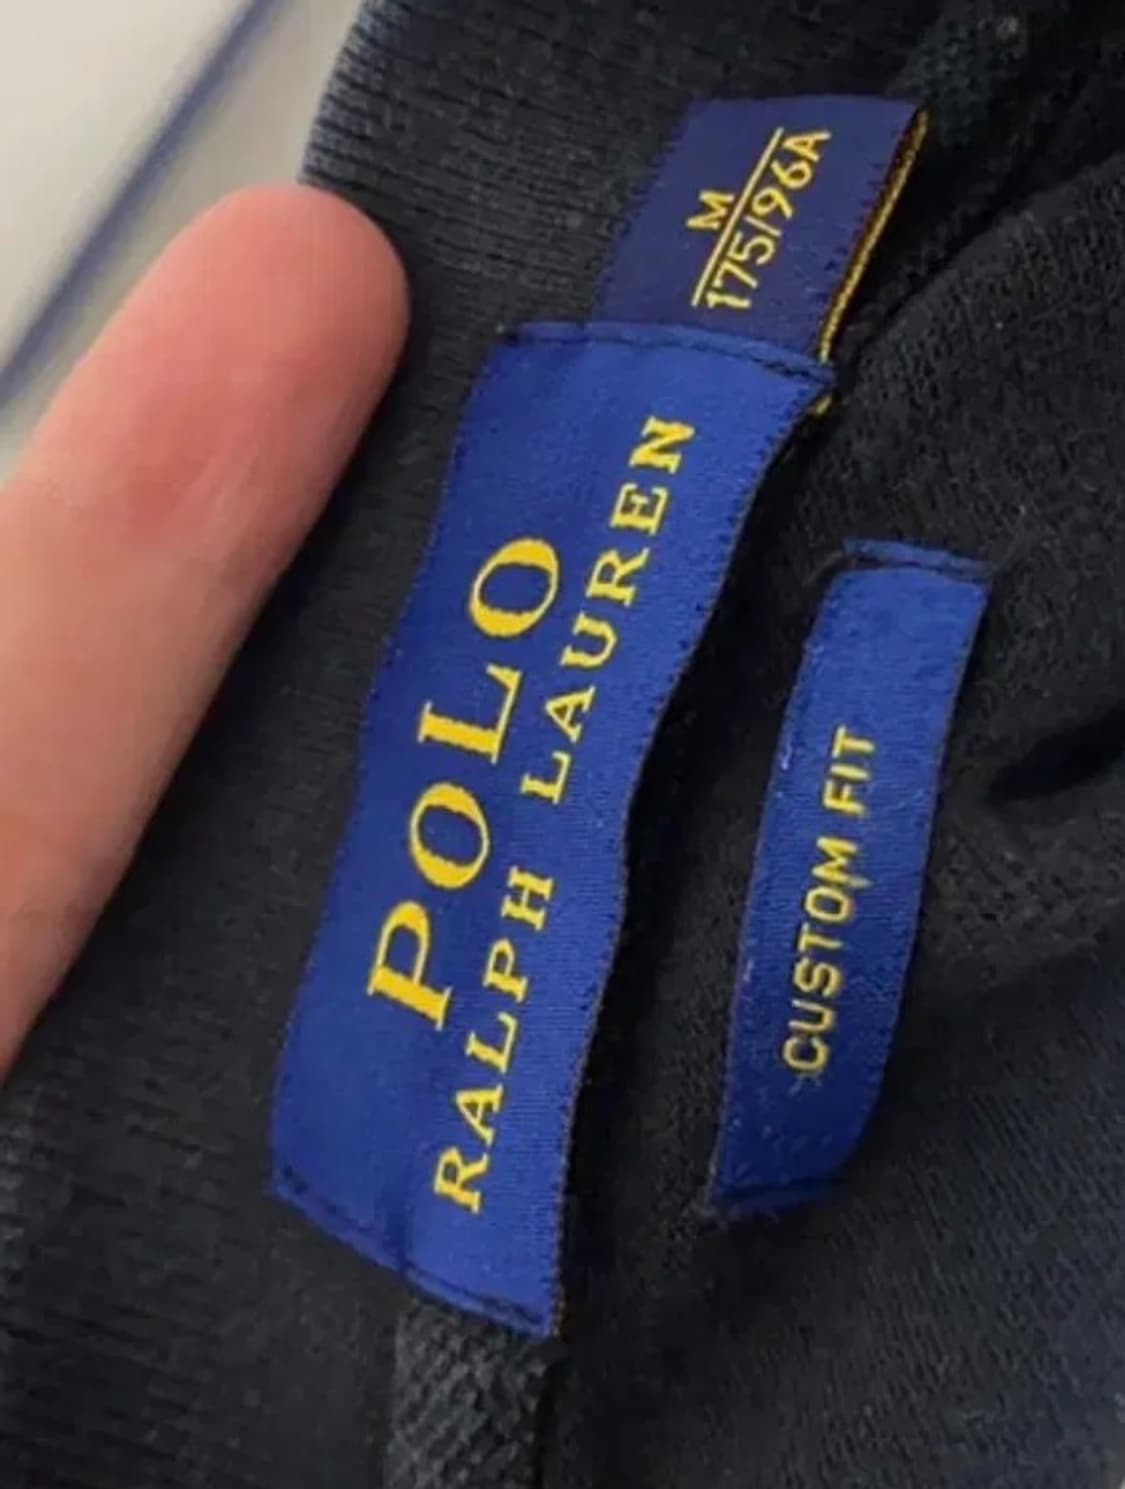 M
175/96A
POLO
RALPH LAUREN
CUSTOM FIT